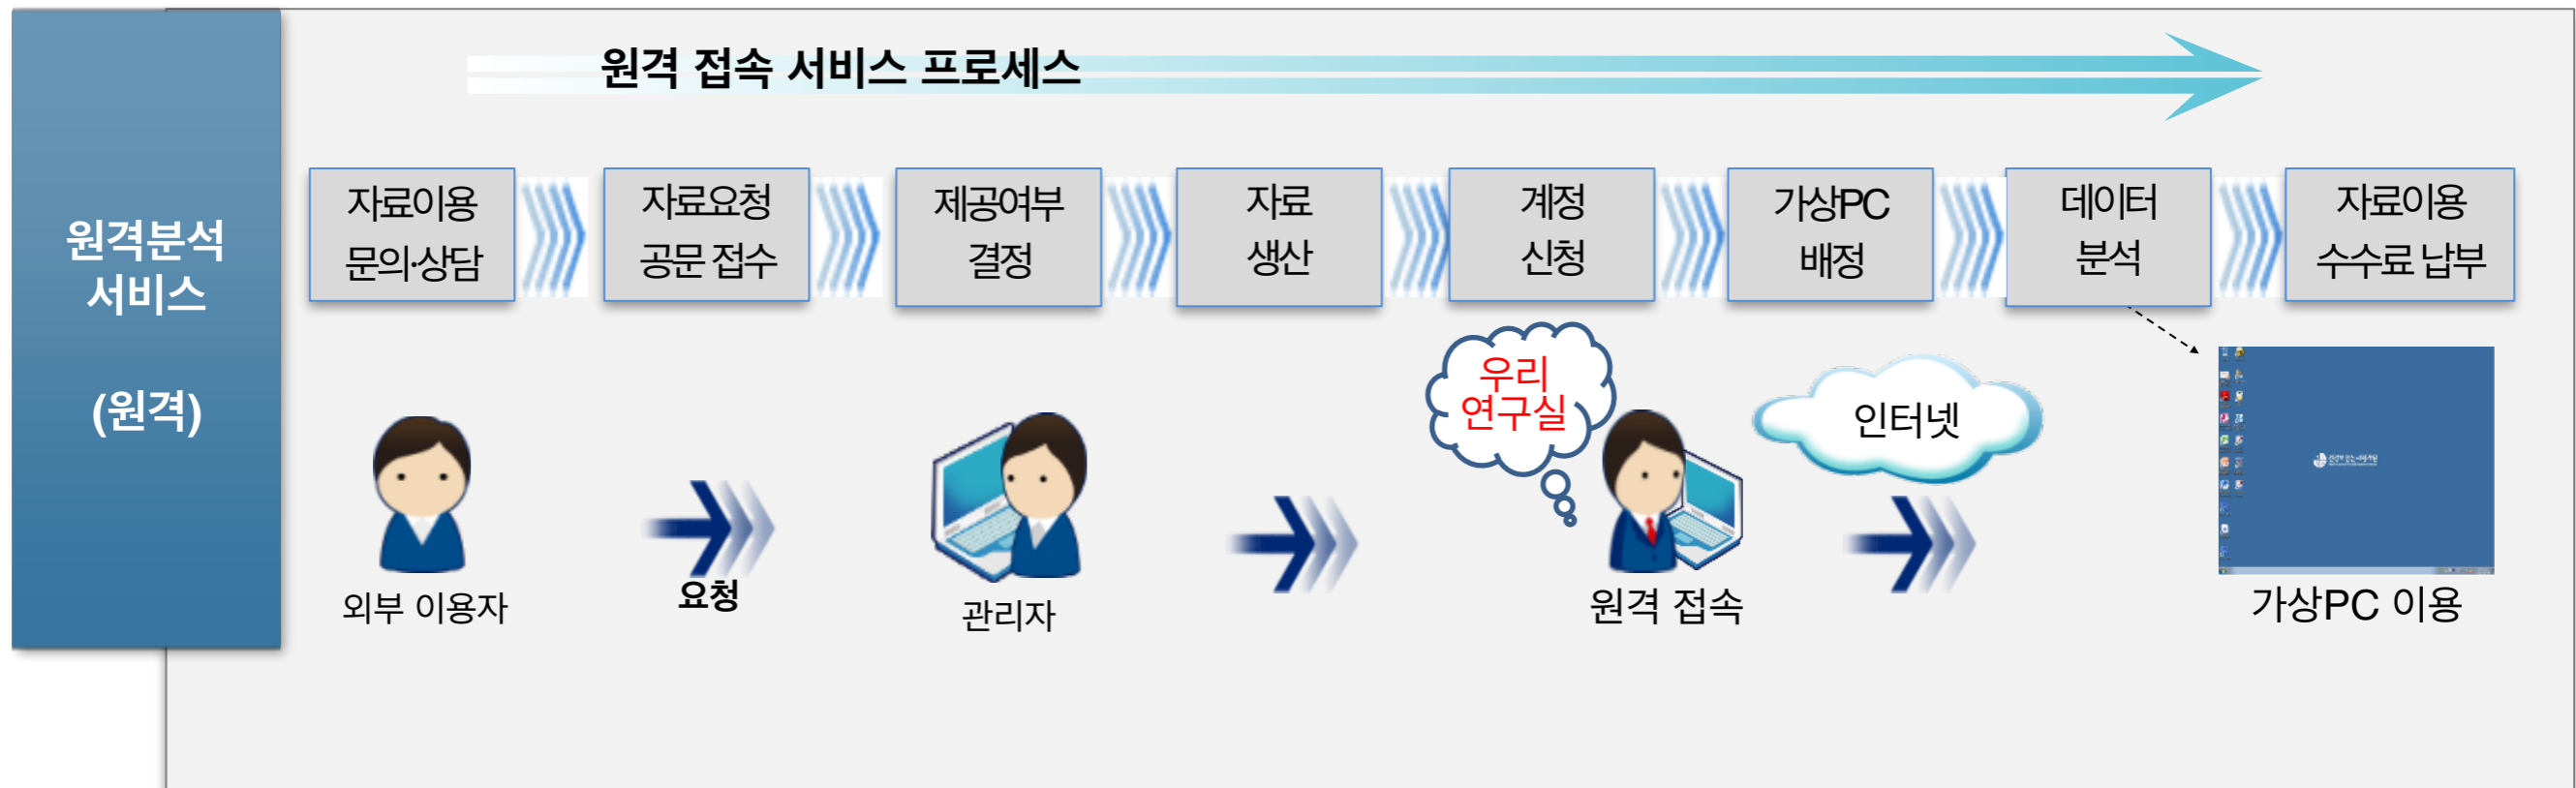 원격분석
서비스
(원격)
원격 접속 서비스 프로세스
자료이용
문의·상담
자료요청
공문 접수
제공여부
결정
자료
생산
계정
신청
가상PC
배정
데이터
분석
자료이용
수수료 납부
우리
연구실
인터넷
외부 이용자
요청
관리자
원격 접속
가상PC 이용